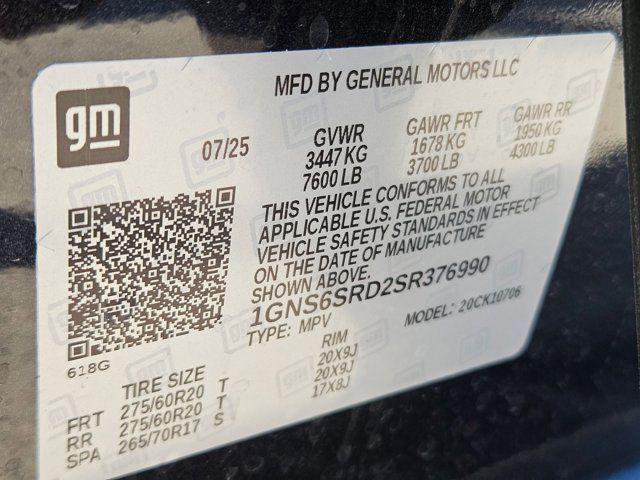 MFD BY GENERAL MOTORS LLC
gm
07/25
GVWR
3447 KG
7600 LB
GAWR FRT
1678 KG
3700 LB
GAWR RR
1950 KG
4300 LB
THIS VEHICLE CONFORMS TO ALL
APPLICABLE U.S. FEDERAL MOTOR
VEHICLE SAFETY STANDARDS IN EFFECT
ON THE DATE OF MANUFACTURE
SHOWN ABOVE.
1GNS6SRD2SR376990
TYPE: MPV
MODEL: 20CK10706
618G
TIRE SIZE RIM
FRT 275/60R20 T 20X9J
RR 275/60R20 T 20X9J
SPA 265/70R17 S 17X8J